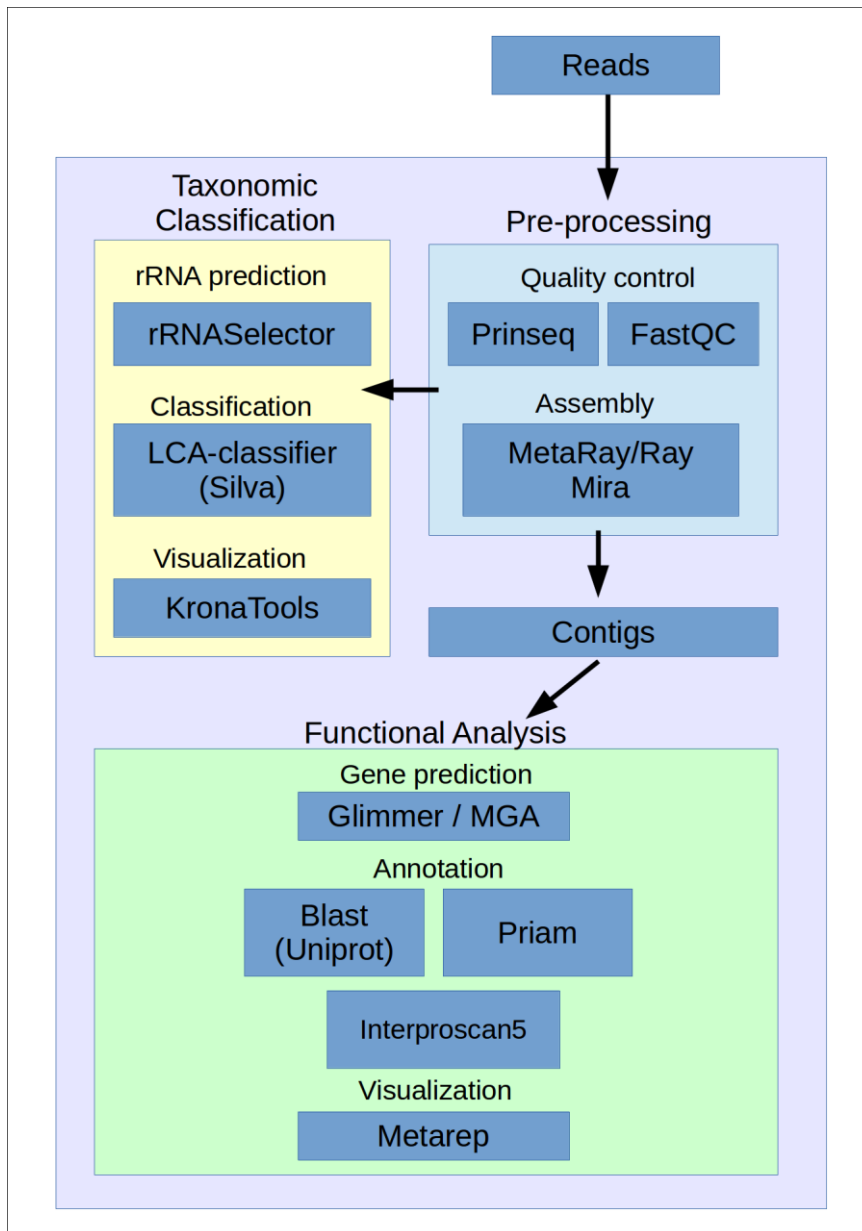 Reads
Taxonomic
Classification
rRNA prediction
rRNASelector
Classification
LCA-classifier
(Silva)
Visualization
KronaTools
Pre-processing
Quality control
Prinseq
FastQC
Assembly
MetaRay/Ray
Mira
Contigs
Functional Analysis
Gene prediction
Glimmer / MGA
Annotation
Blast
(Uniprot)
Priam
Interproscan5
Visualization
Metarep